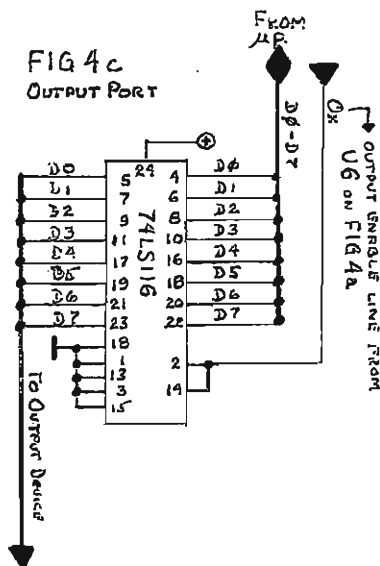 FIG 4c
OUTPUT PORT
FROM
µP.
DØ-D7
Ox
OUTPUT ENABLE LINE FROM
U6 ON FIG 4a
+
24
74LS116
D0 5
D1 7
D2 9
D3 11
D4 17
D5 19
D6 21
D7 23
18
1
13
3
15
4 DØ
6 D1
8 D2
10 D3
16 D4
18 D5
20 D6
22 D7
2
14
TO OUTPUT DEVICE